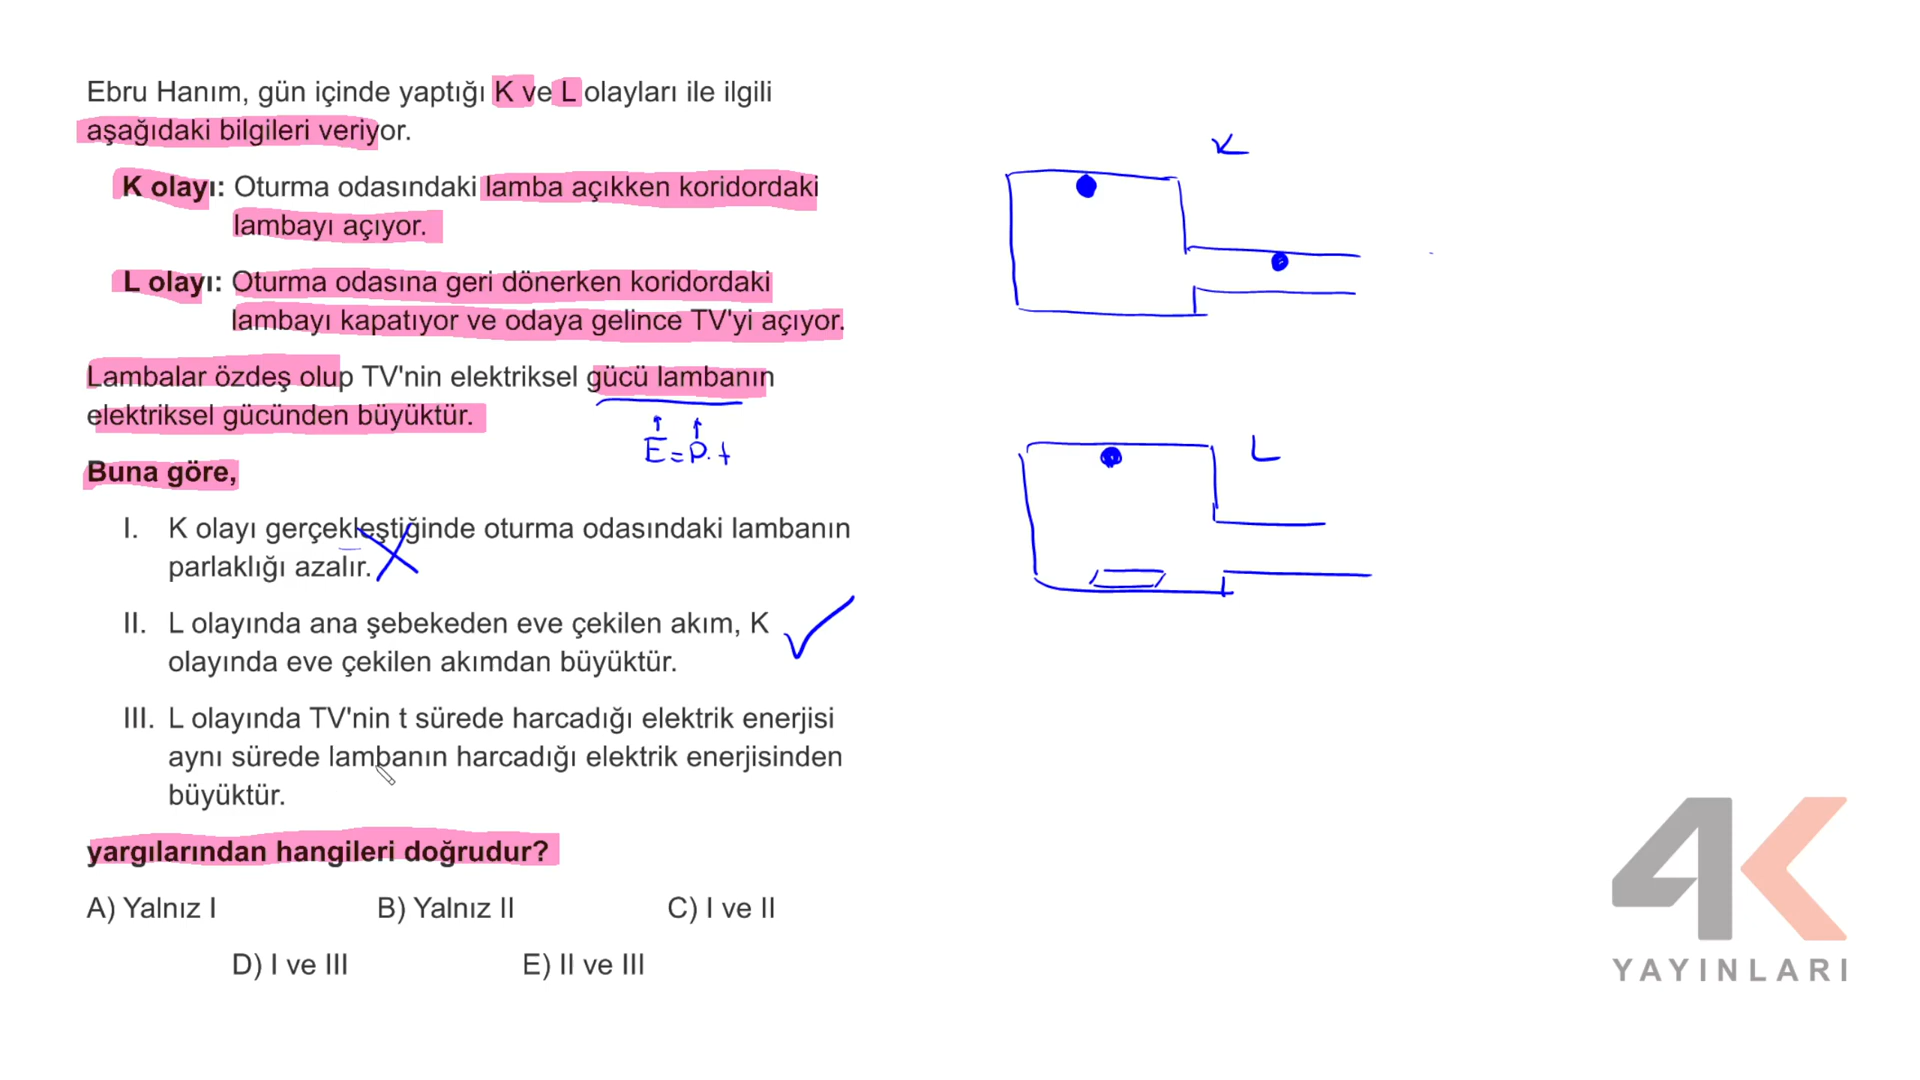 Ebru Hanım, gün içinde yaptığı K ve L olayları ile ilgili
aşağıdaki bilgileri veriyor.
K olayı: Oturma odasındaki lamba açıkken koridordaki
lambayı açıyor.
L olayı: Oturma odasına geri dönerken koridordaki
lambayı kapatıyor ve odaya gelince TV'yi açıyor.
Lambalar özdeş olup TV'nin elektriksel gücü lambanın
elektriksel gücünden büyüktür.
E = P.t
Buna göre,
I. K olayı gerçekleştiğinde oturma odasındaki lambanın
parlaklığı azalır.
II. L olayında ana şebekeden eve çekilen akım, K
olayında eve çekilen akımdan büyüktür.
III. L olayında TV'nin t sürede harcadığı elektrik enerjisi
aynı sürede lambanın harcadığı elektrik enerjisinden
büyüktür.
yargılarından hangileri doğrudur?
A) Yalnız I B) Yalnız II C) I ve II
D) I ve III E) II ve III
K
L
4K
YAYINLARI